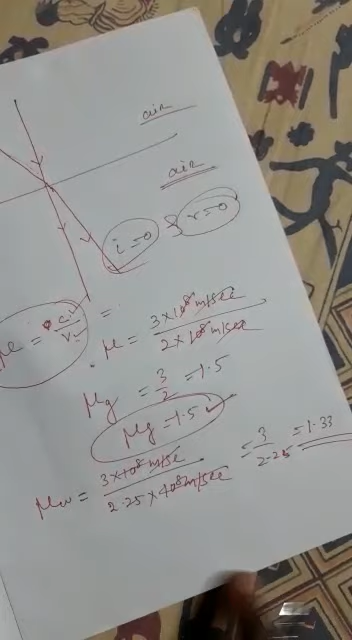 air
air
i=0 & r=0
μ = c/v =
μ = 3×10⁸ m/sec / 2×10⁸ m/sec
μg = 3/2 = 1.5
μg = 1.5 ✓
μw = 3×10⁸ m/sec / 2.25×10⁸ m/sec = 3/2.25 = 1.33